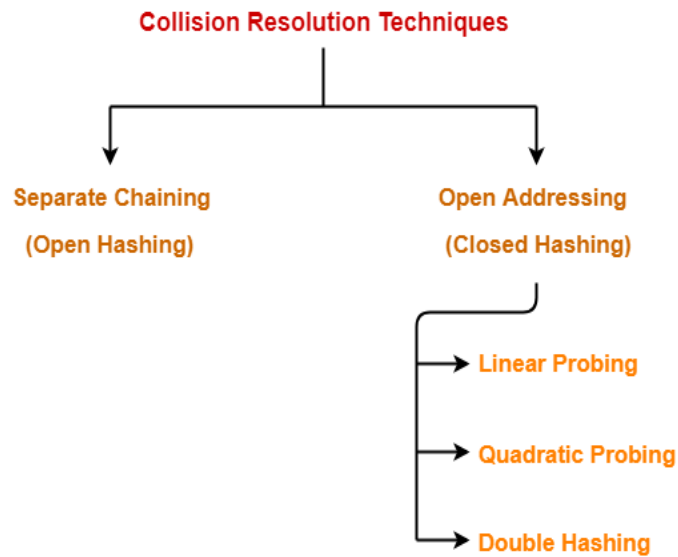 Collision Resolution Techniques
Separate Chaining
(Open Hashing)
Open Addressing
(Closed Hashing)
Linear Probing
Quadratic Probing
Double Hashing